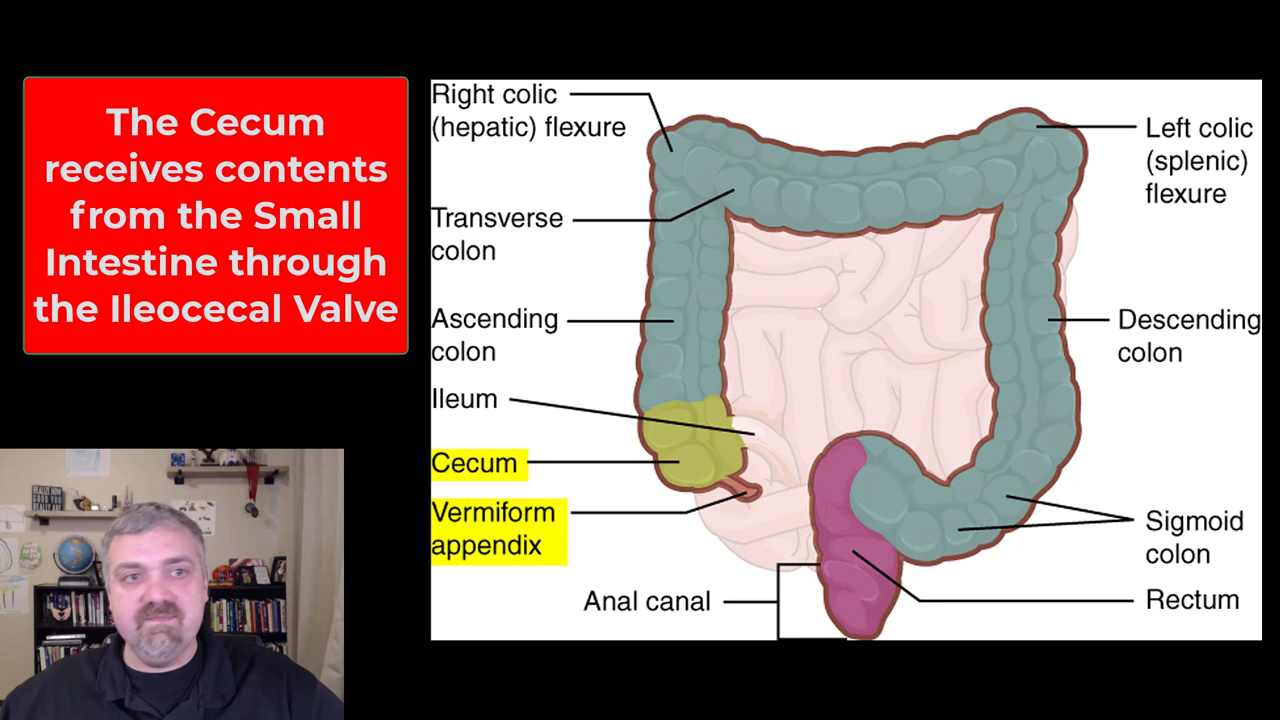 The Cecum
receives contents
from the Small
Intestine through
the Ileocecal Valve
Right colic
(hepatic) flexure
Transverse
colon
Ascending
colon
Ileum
Cecum
Vermiform
appendix
Anal canal
Left colic
(splenic)
flexure
Descending
colon
Sigmoid
colon
Rectum